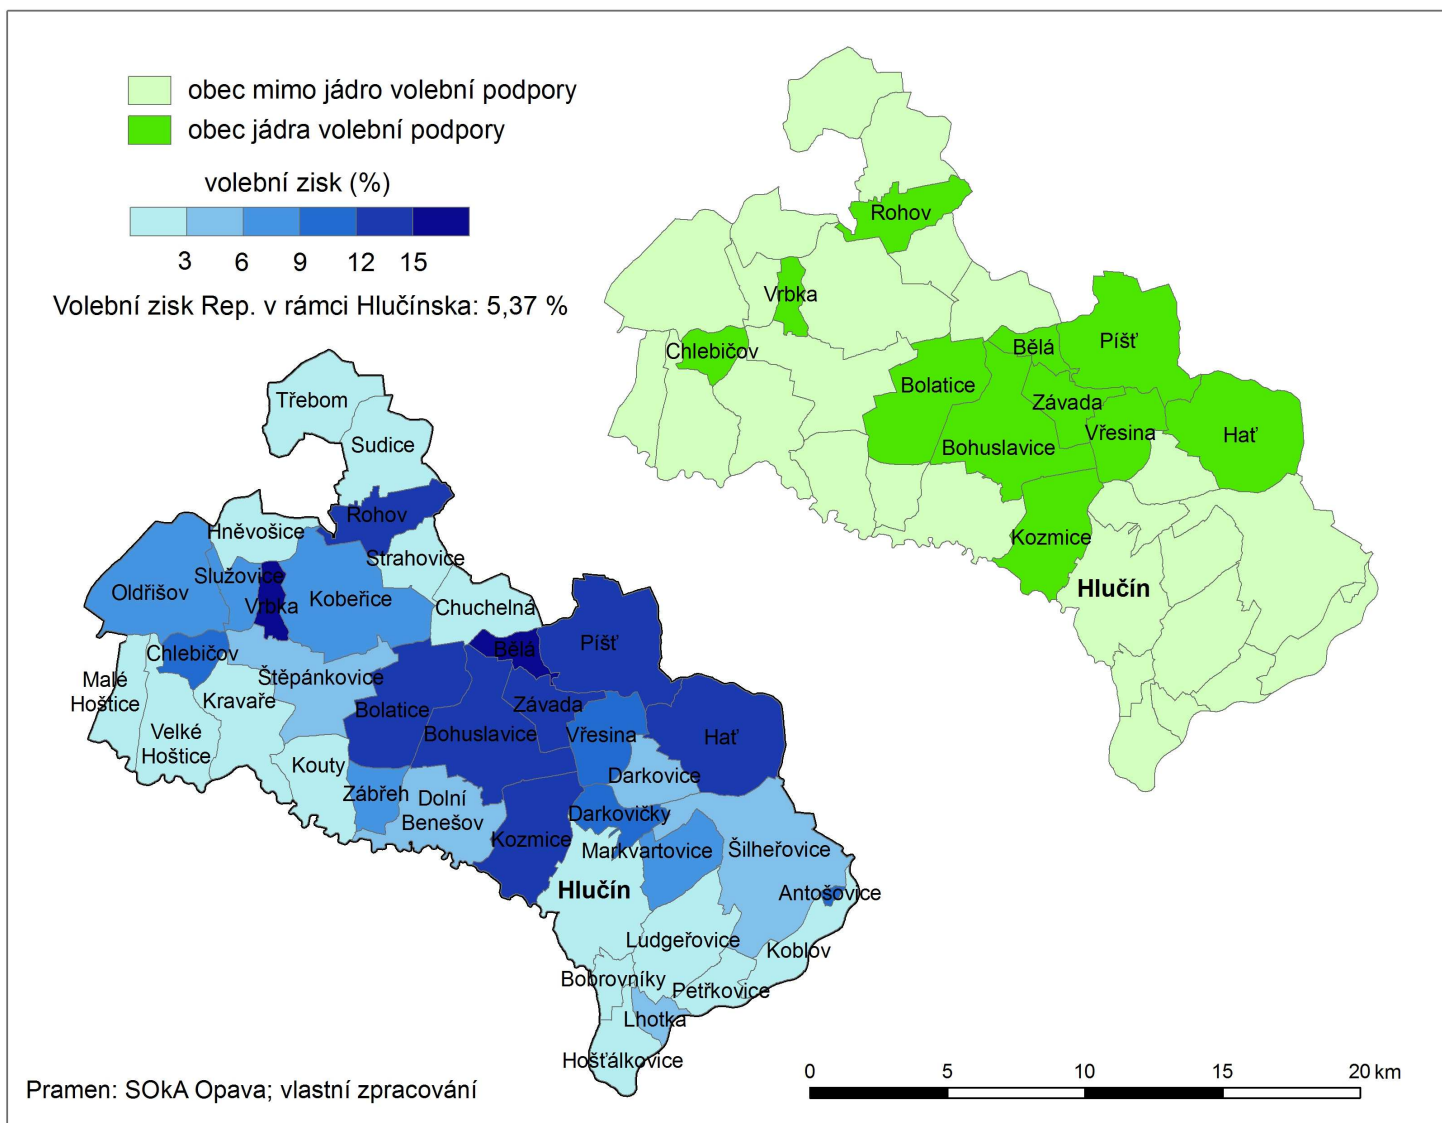 obec mimo jádro volební podpory
obec jádra volební podpory
volební zisk (%)
3 6 9 12 15
Volební zisk Rep. v rámci Hlučínska: 5,37 %
Rohov
Vrbka
Chlebičov
Bělá
Píšť
Bolatice
Závada
Vřesina
Hať
Bohuslavice
Kozmice
Hlučín
Třebom
Sudice
Rohov
Hněvošice
Strahovice
Služovice
Oldřišov
Vrbka
Kobeřice
Chuchelná
Chlebičov
Bělá
Píšť
Malé
Hoštice
Štěpánkovice
Kravaře
Bolatice
Závada
Velké
Hoštice
Bohuslavice
Vřesina
Hať
Kouty
Darkovice
Zábřeh
Dolní
Benešov
Darkovičky
Kozmice
Markvartovice
Šilheřovice
Hlučín
Antošovice
Ludgeřovice
Koblov
Bobrovníky
Petřkovice
Lhotka
Hošťálkovice
0 5 10 15 20 km
Pramen: SOkA Opava; vlastní zpracování